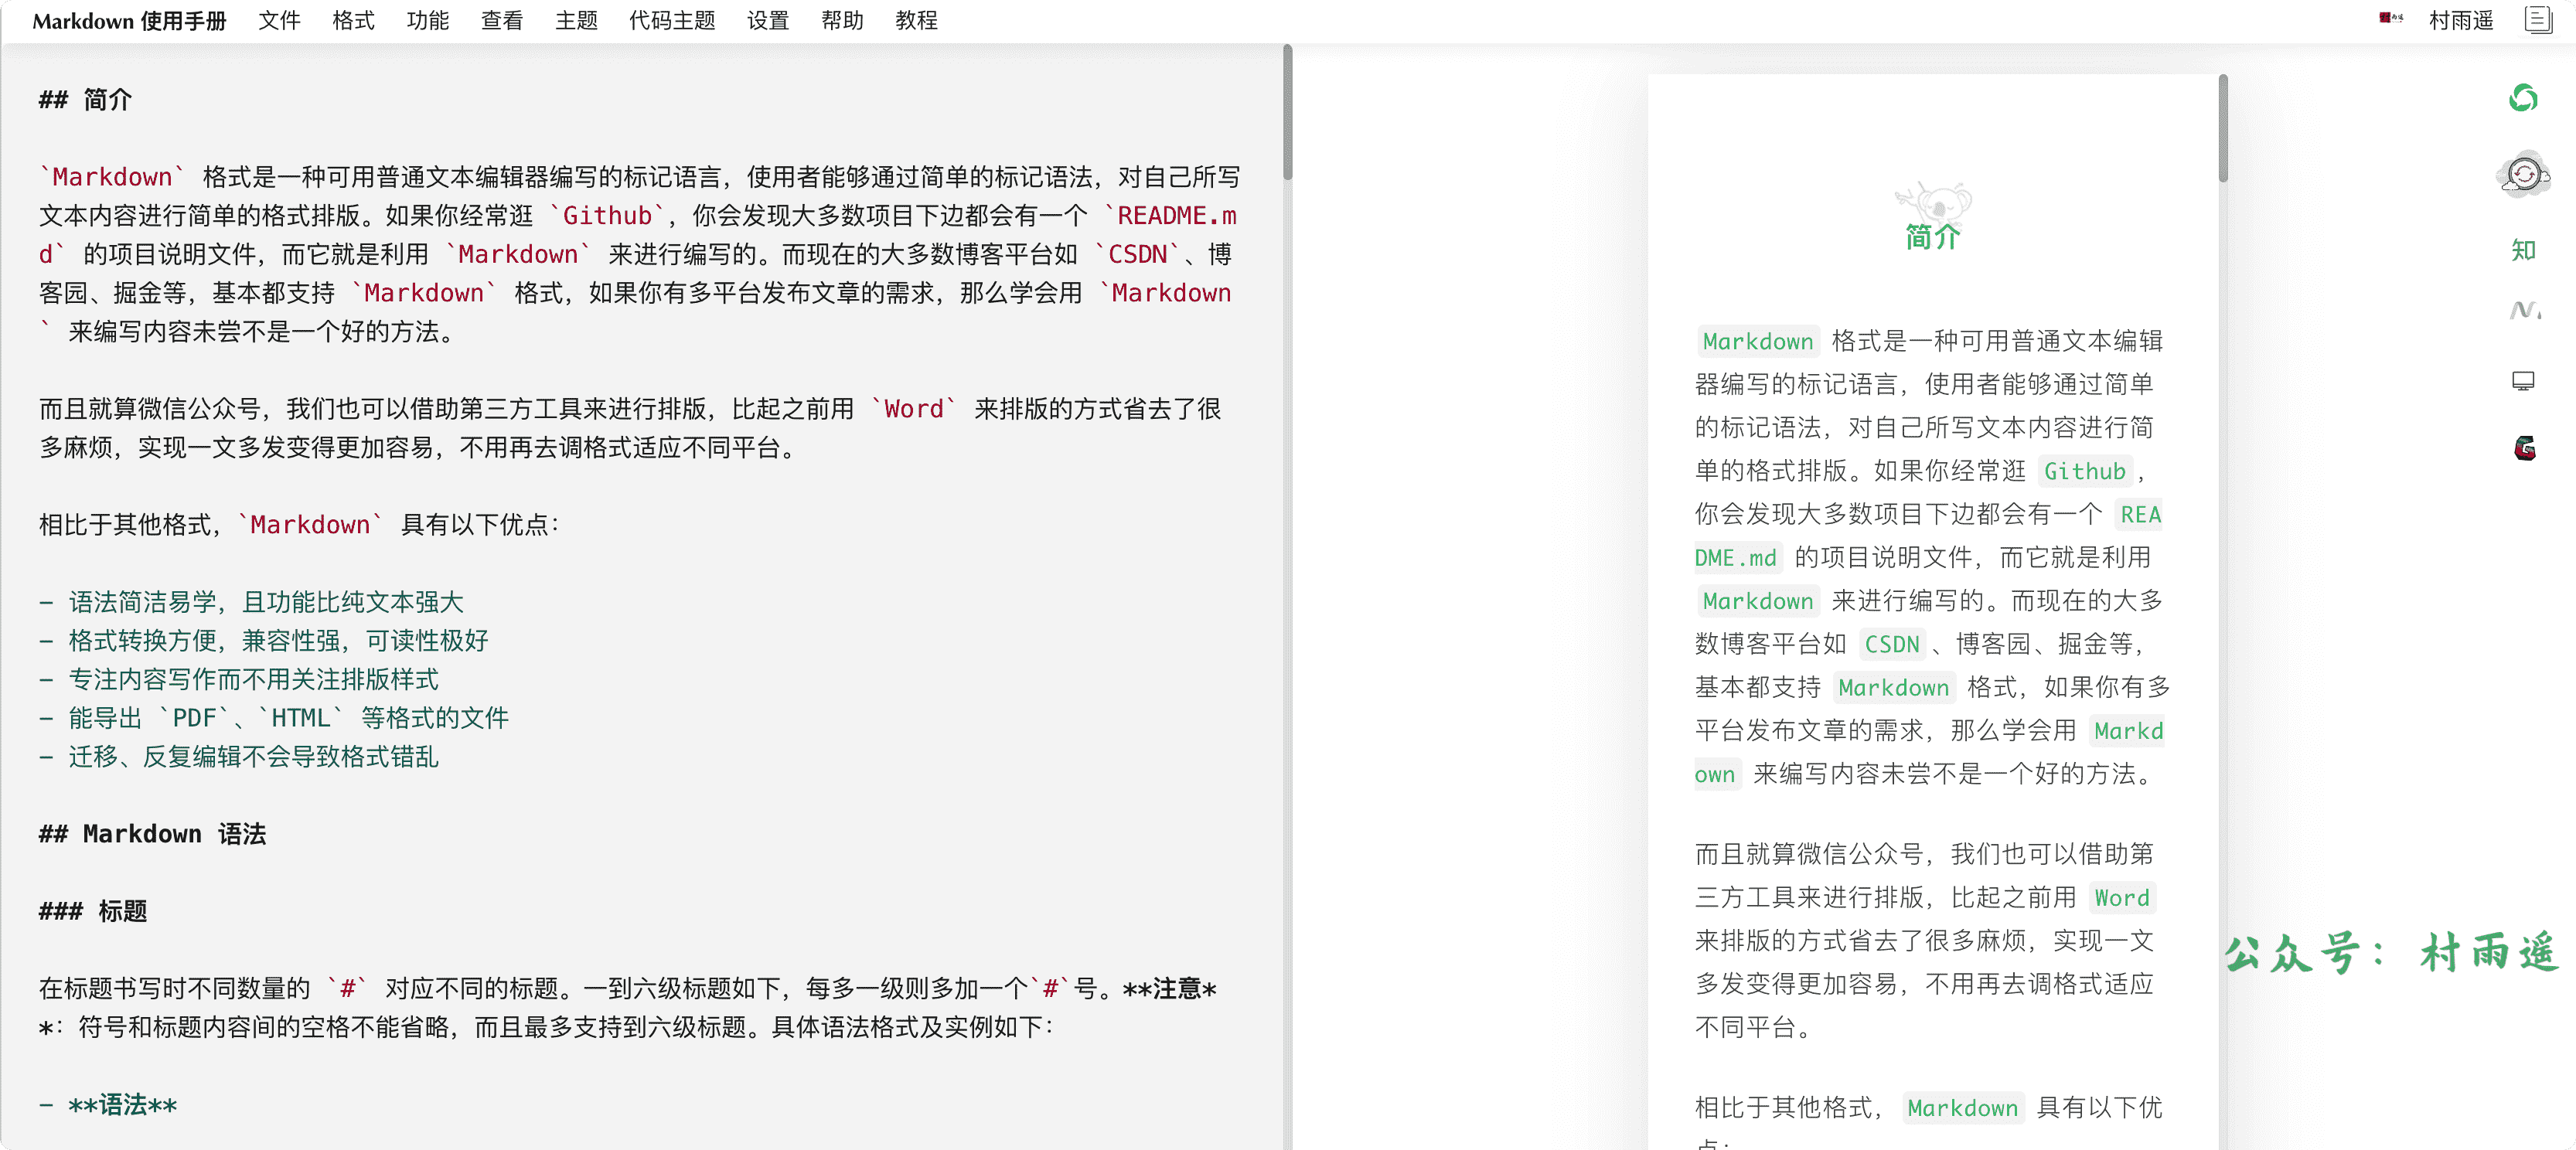 Markdown 使用手册 文件 格式 功能 查看 主题 代码主题 设置 帮助 教程 村雨遥
## 简介
`Markdown` 格式是一种可用普通文本编辑器编写的标记语言，使用者能够通过简单的标记语法，对自己所写
文本内容进行简单的格式排版。如果你经常逛 `Github`，你会发现大多数项目下边都会有一个 `README.m
d` 的项目说明文件，而它就是利用 `Markdown` 来进行编写的。而现在的大多数博客平台如 `CSDN`、博
客园、掘金等，基本都支持 `Markdown` 格式，如果你有多平台发布文章的需求，那么学会用 `Markdown
` 来编写内容未尝不是一个好的方法。
而且就算微信公众号，我们也可以借助第三方工具来进行排版，比起之前用 `Word` 来排版的方式省去了很
多麻烦，实现一文多发变得更加容易，不用再去调格式适应不同平台。
相比于其他格式，`Markdown` 具有以下优点：
- 语法简洁易学，且功能比纯文本强大
- 格式转换方便，兼容性强，可读性极好
- 专注内容写作而不用关注排版样式
- 能导出 `PDF`、`HTML` 等格式的文件
- 迁移、反复编辑不会导致格式错乱
## Markdown 语法
### 标题
在标题书写时不同数量的 `#` 对应不同的标题。一到六级标题如下，每多一级则多加一个`#`号。**注意*
*：符号和标题内容间的空格不能省略，而且最多支持到六级标题。具体语法格式及实例如下：
- **语法**
简介
Markdown 格式是一种可用普通文本编辑
器编写的标记语言，使用者能够通过简单
的标记语法，对自己所写文本内容进行简
单的格式排版。如果你经常逛 Github，
你会发现大多数项目下边都会有一个 REA
DME.md 的项目说明文件，而它就是利用
Markdown 来进行编写的。而现在的大多
数博客平台如 CSDN、博客园、掘金等，
基本都支持 Markdown 格式，如果你有多
平台发布文章的需求，那么学会用 Markd
own 来编写内容未尝不是一个好的方法。
而且就算微信公众号，我们也可以借助第
三方工具来进行排版，比起之前用 Word
来排版的方式省去了很多麻烦，实现一文
多发变得更加容易，不用再去调格式适应
不同平台。
相比于其他格式， Markdown 具有以下优
点：
知
公众号：村雨遥